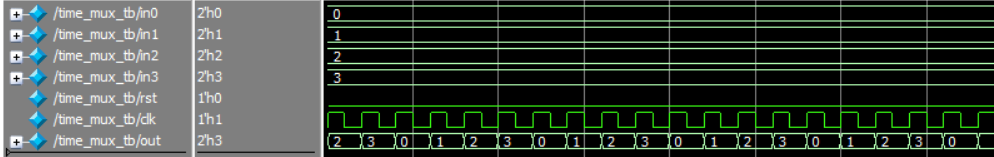 /time_mux_tb/in0 2'h0 0
/time_mux_tb/in1 2'h1 1
/time_mux_tb/in2 2'h2 2
/time_mux_tb/in3 2'h3 3
/time_mux_tb/rst 1'h0
/time_mux_tb/clk 1'h1
/time_mux_tb/out 2'h3 2 3 0 1 2 3 0 1 2 3 0 1 2 3 0 1 2 3 0